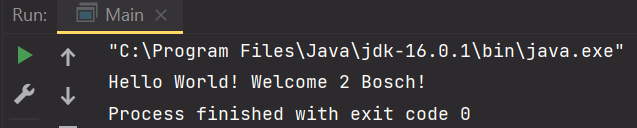 Run: Main
"C:\Program Files\Java\jdk-16.0.1\bin\java.exe"
Hello World! Welcome 2 Bosch!
Process finished with exit code 0